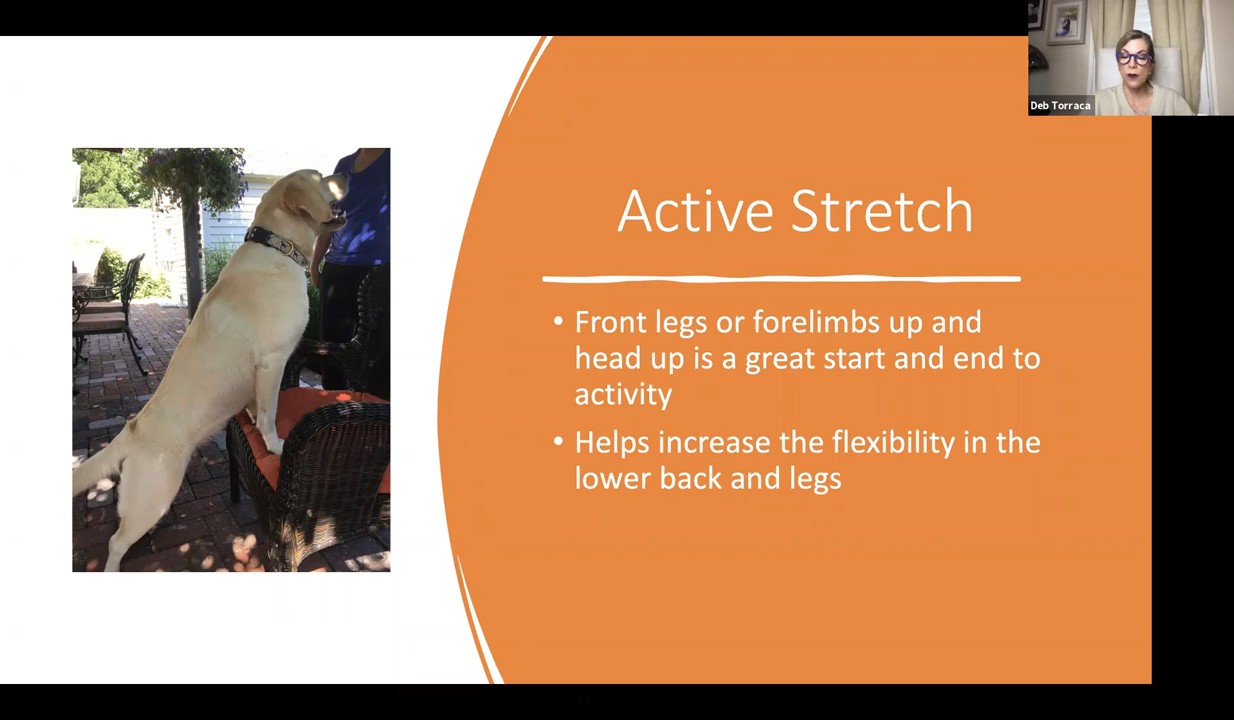 Deb Torraca
Active Stretch
• Front legs or forelimbs up and
head up is a great start and end to
activity
• Helps increase the flexibility in the
lower back and legs